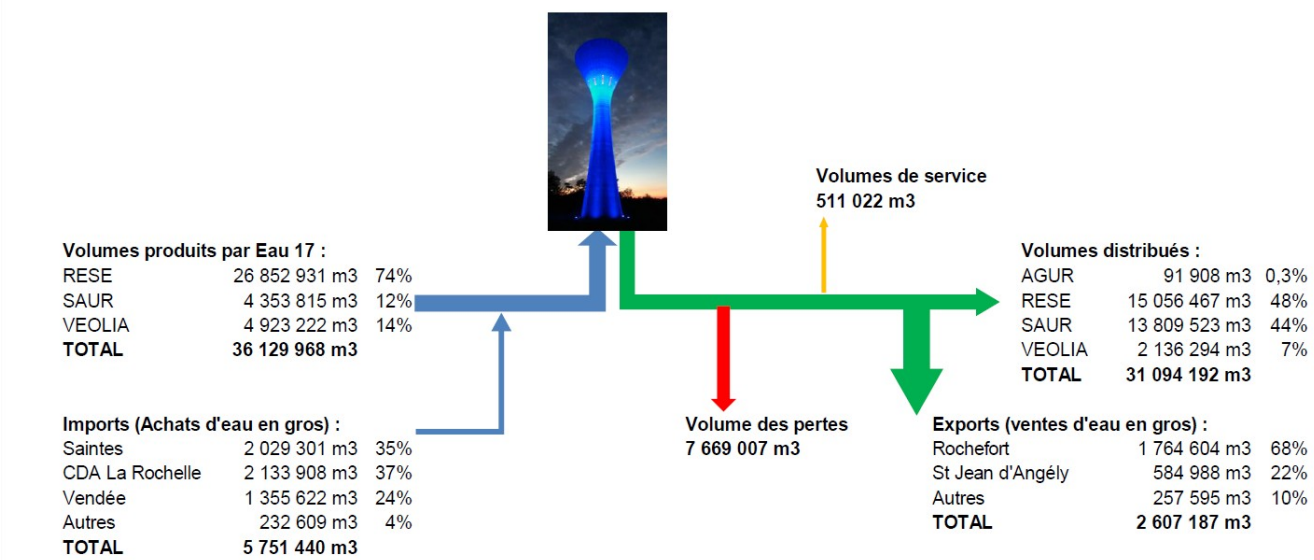 Volumes de service
511 022 m3
Volumes produits par Eau 17 :
RESE 26 852 931 m3 74%
SAUR 4 353 815 m3 12%
VEOLIA 4 923 222 m3 14%
TOTAL 36 129 968 m3
Volumes distribués :
AGUR 91 908 m3 0,3%
RESE 15 056 467 m3 48%
SAUR 13 809 523 m3 44%
VEOLIA 2 136 294 m3 7%
TOTAL 31 094 192 m3
Imports (Achats d'eau en gros) :
Saintes 2 029 301 m3 35%
CDA La Rochelle 2 133 908 m3 37%
Vendée 1 355 622 m3 24%
Autres 232 609 m3 4%
TOTAL 5 751 440 m3
Volume des pertes
7 669 007 m3
Exports (ventes d'eau en gros) :
Rochefort 1 764 604 m3 68%
St Jean d'Angély 584 988 m3 22%
Autres 257 595 m3 10%
TOTAL 2 607 187 m3